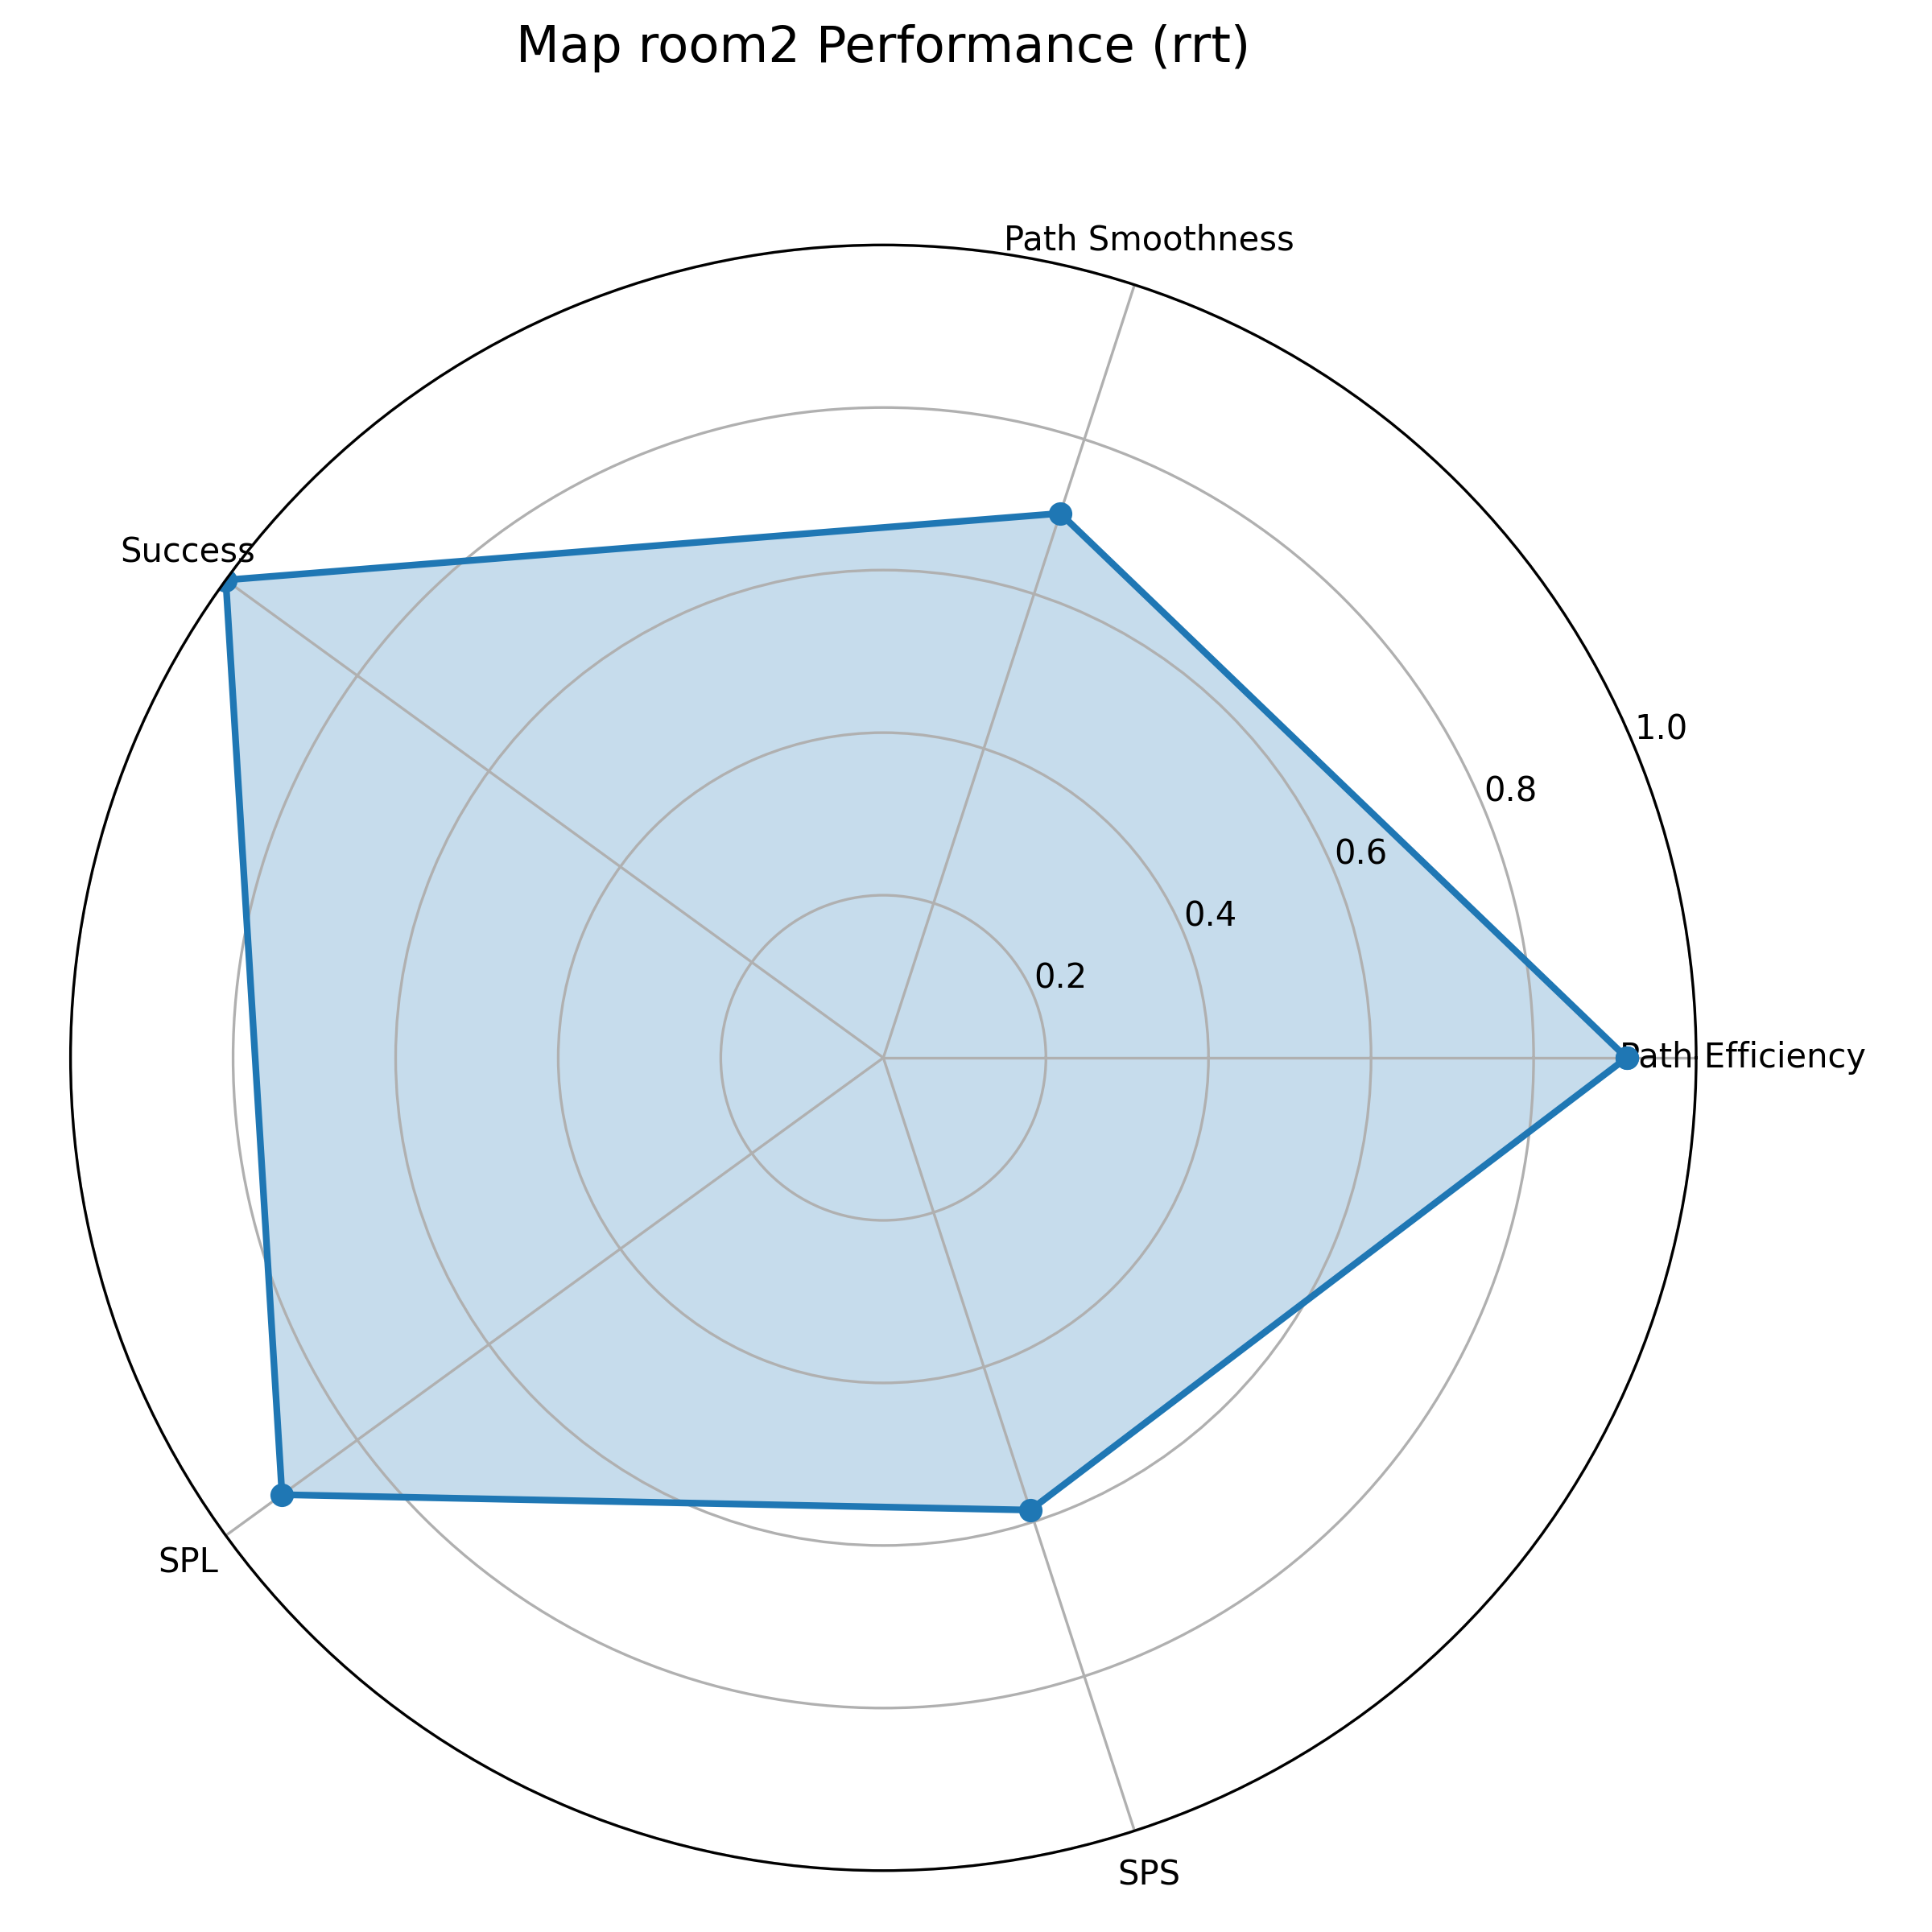 Map room2 Performance (rrt)
Path Smoothness
Success
1.0
0.8
0.6
0.4
0.2
Path Efficiency
SPL
SPS